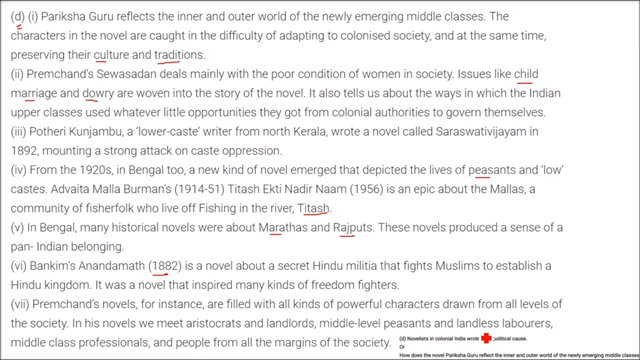 (d) (i) Pariksha Guru reflects the inner and outer world of the newly emerging middle classes. The
characters in the novel are caught in the difficulty of adapting to colonised society, and at the same time,
preserving their culture and traditions.
(ii) Premchand's Sewasadan deals mainly with the poor condition of women in society. Issues like child
marriage and dowry are woven into the story of the novel. It also tells us about the ways in which the Indian
upper classes used whatever little opportunities they got from colonial authorities to govern themselves.
(iii) Potheri Kunjambu, a 'lower-caste' writer from north Kerala, wrote a novel called Saraswativijayam in
1892, mounting a strong attack on caste oppression.
(iv) From the 1920s, in Bengal too, a new kind of novel emerged that depicted the lives of peasants and 'low'
castes. Advaita Malla Burman's (1914-51) Titash Ekti Nadir Naam (1956) is an epic about the Mallas, a
community of fisherfolk who live off Fishing in the river, Titash.
(v) In Bengal, many historical novels were about Marathas and Rajputs. These novels produced a sense of a
pan- Indian belonging.
(vi) Bankim's Anandamath (1882) is a novel about a secret Hindu militia that fights Muslims to establish a
Hindu kingdom. It was a novel that inspired many kinds of freedom fighters.
(vii) Premchand's novels, for instance, are filled with all kinds of powerful characters drawn from all levels of
the society. In his novels we meet aristocrats and landlords, middle-level peasants and landless labourers,
middle class professionals, and people from all the margins of the society.
(d) Novelists in colonial India wrote political cause.
Or
How does the novel Pariksha Guru reflect the inner and outer world of the newly emerging middle classes